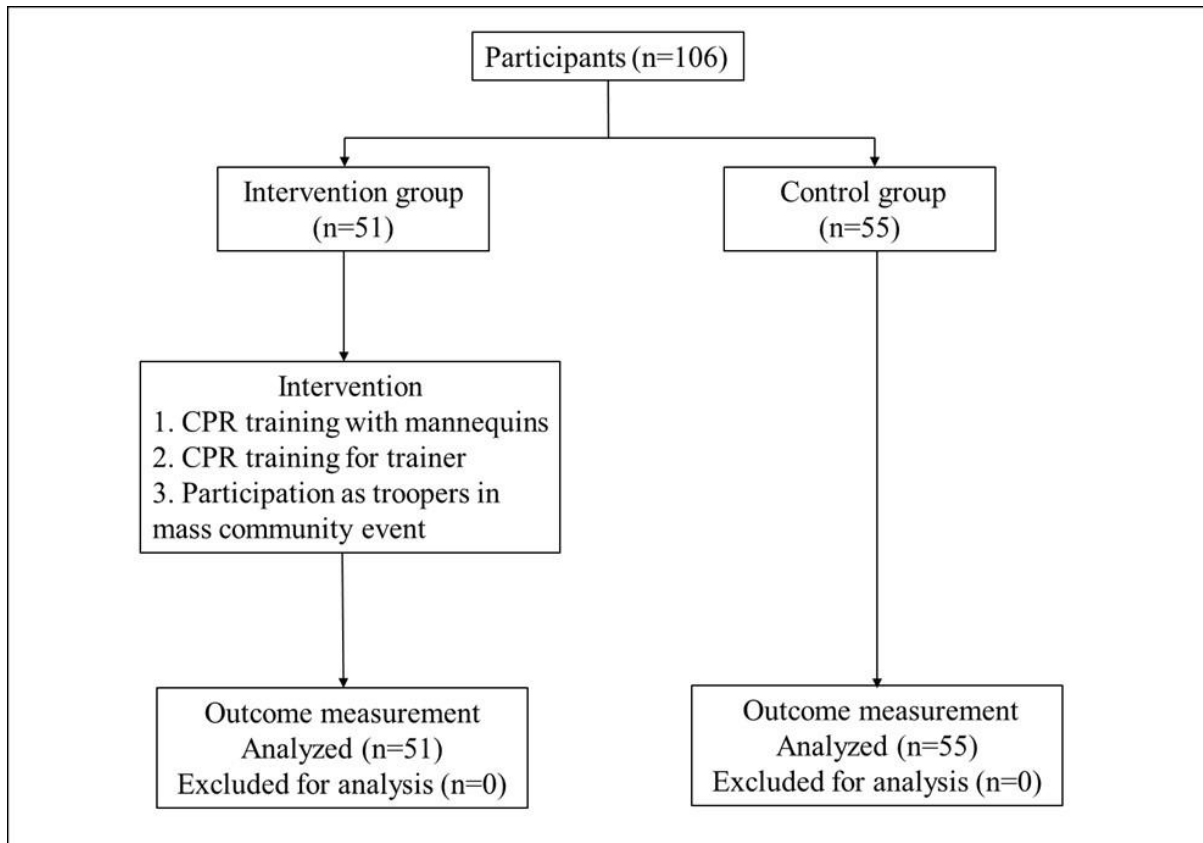 Participants (n=106)
Intervention group
(n=51)
Control group
(n=55)
Intervention
1. CPR training with mannequins
2. CPR training for trainer
3. Participation as troopers in
mass community event
Outcome measurement
Analyzed (n=51)
Excluded for analysis (n=0)
Outcome measurement
Analyzed (n=55)
Excluded for analysis (n=0)